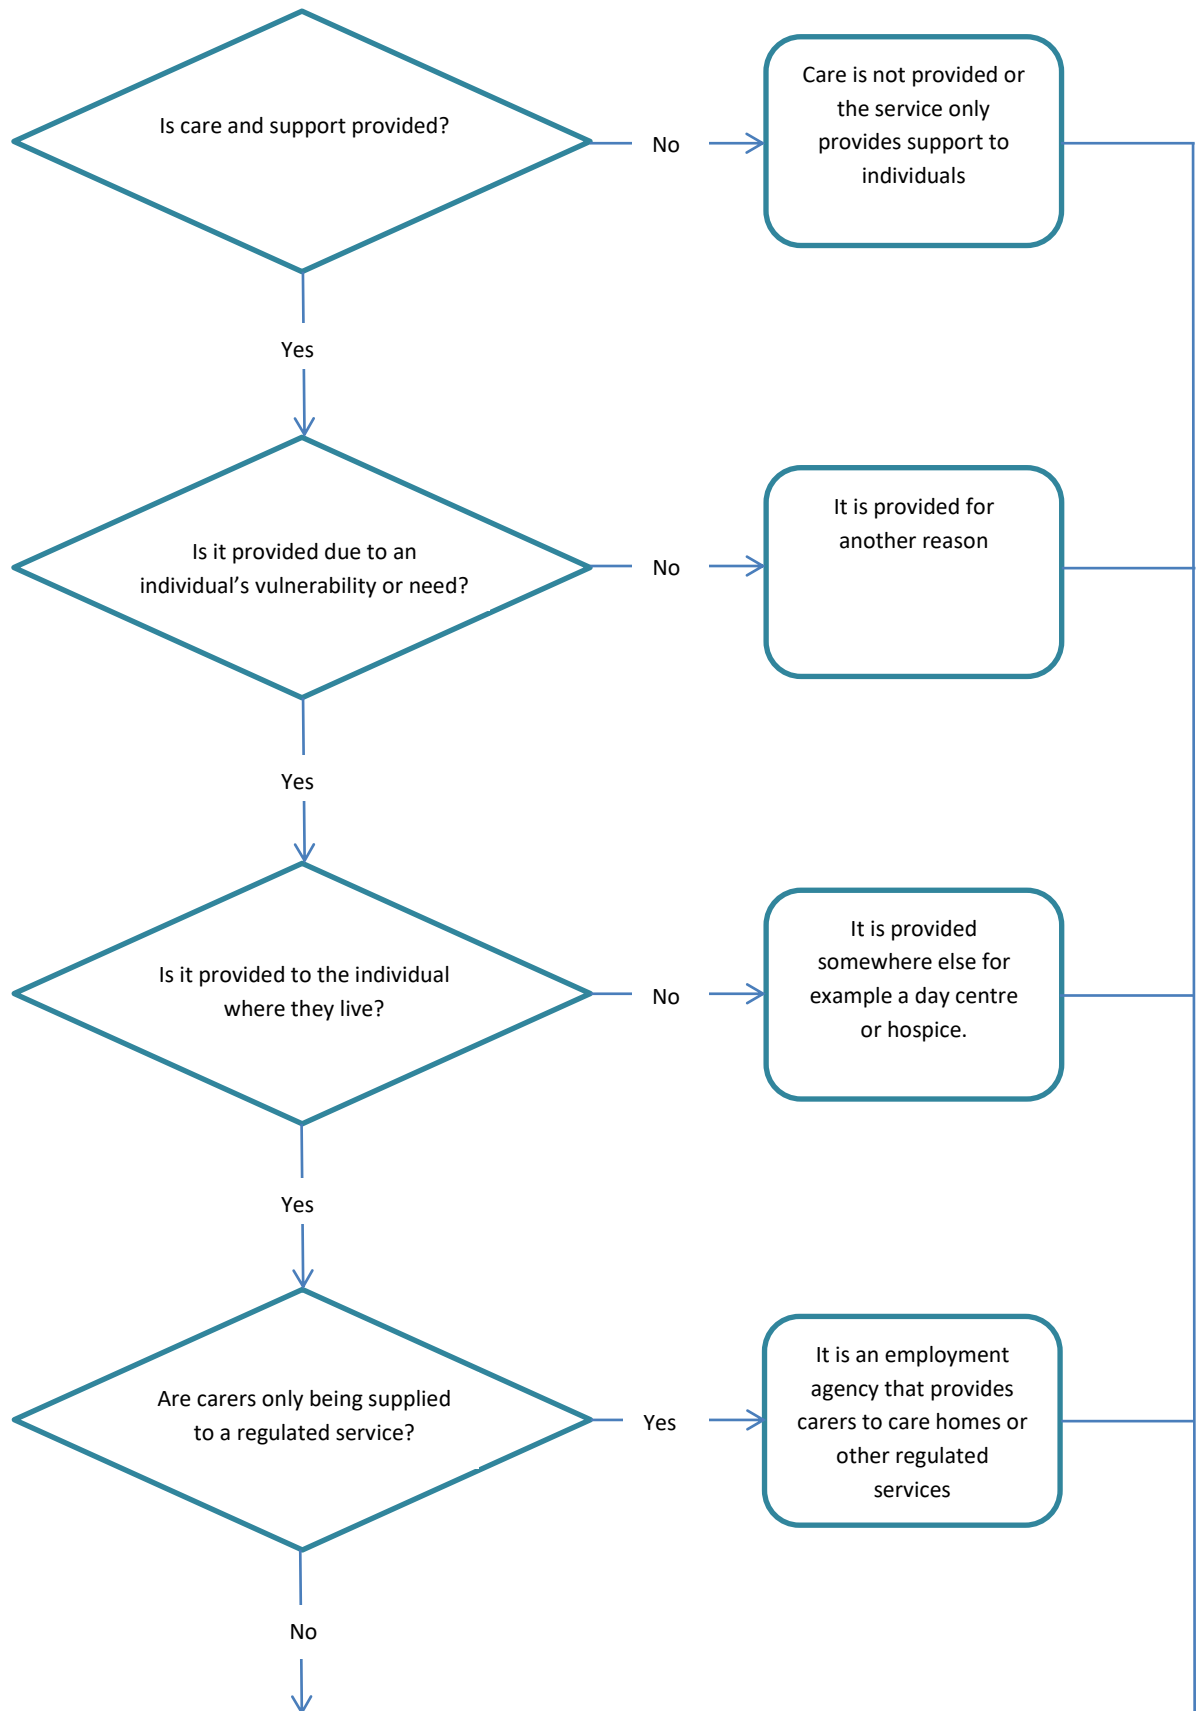 Is care and support provided?
No
Care is not provided or
the service only
provides support to
individuals
Yes
Is it provided due to an
individual’s vulnerability or need?
No
It is provided for
another reason
Yes
Is it provided to the individual
where they live?
No
It is provided
somewhere else for
example a day centre
or hospice.
Yes
Are carers only being supplied
to a regulated service?
Yes
It is an employment
agency that provides
carers to care homes or
other regulated
services
No